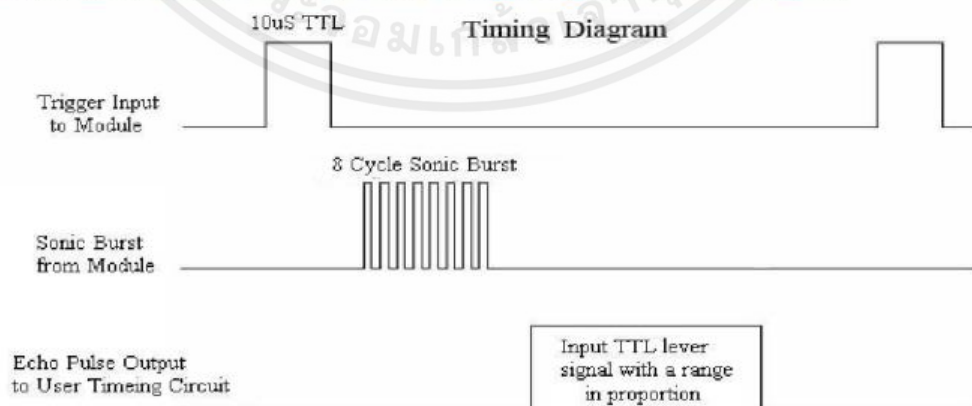 10uS TTL
Timing Diagram
Trigger Input
to Module
8 Cycle Sonic Burst
Sonic Burst
from Module
Echo Pulse Output
to User Timeing Circuit
Input TTL lever
signal with a range
in proportion